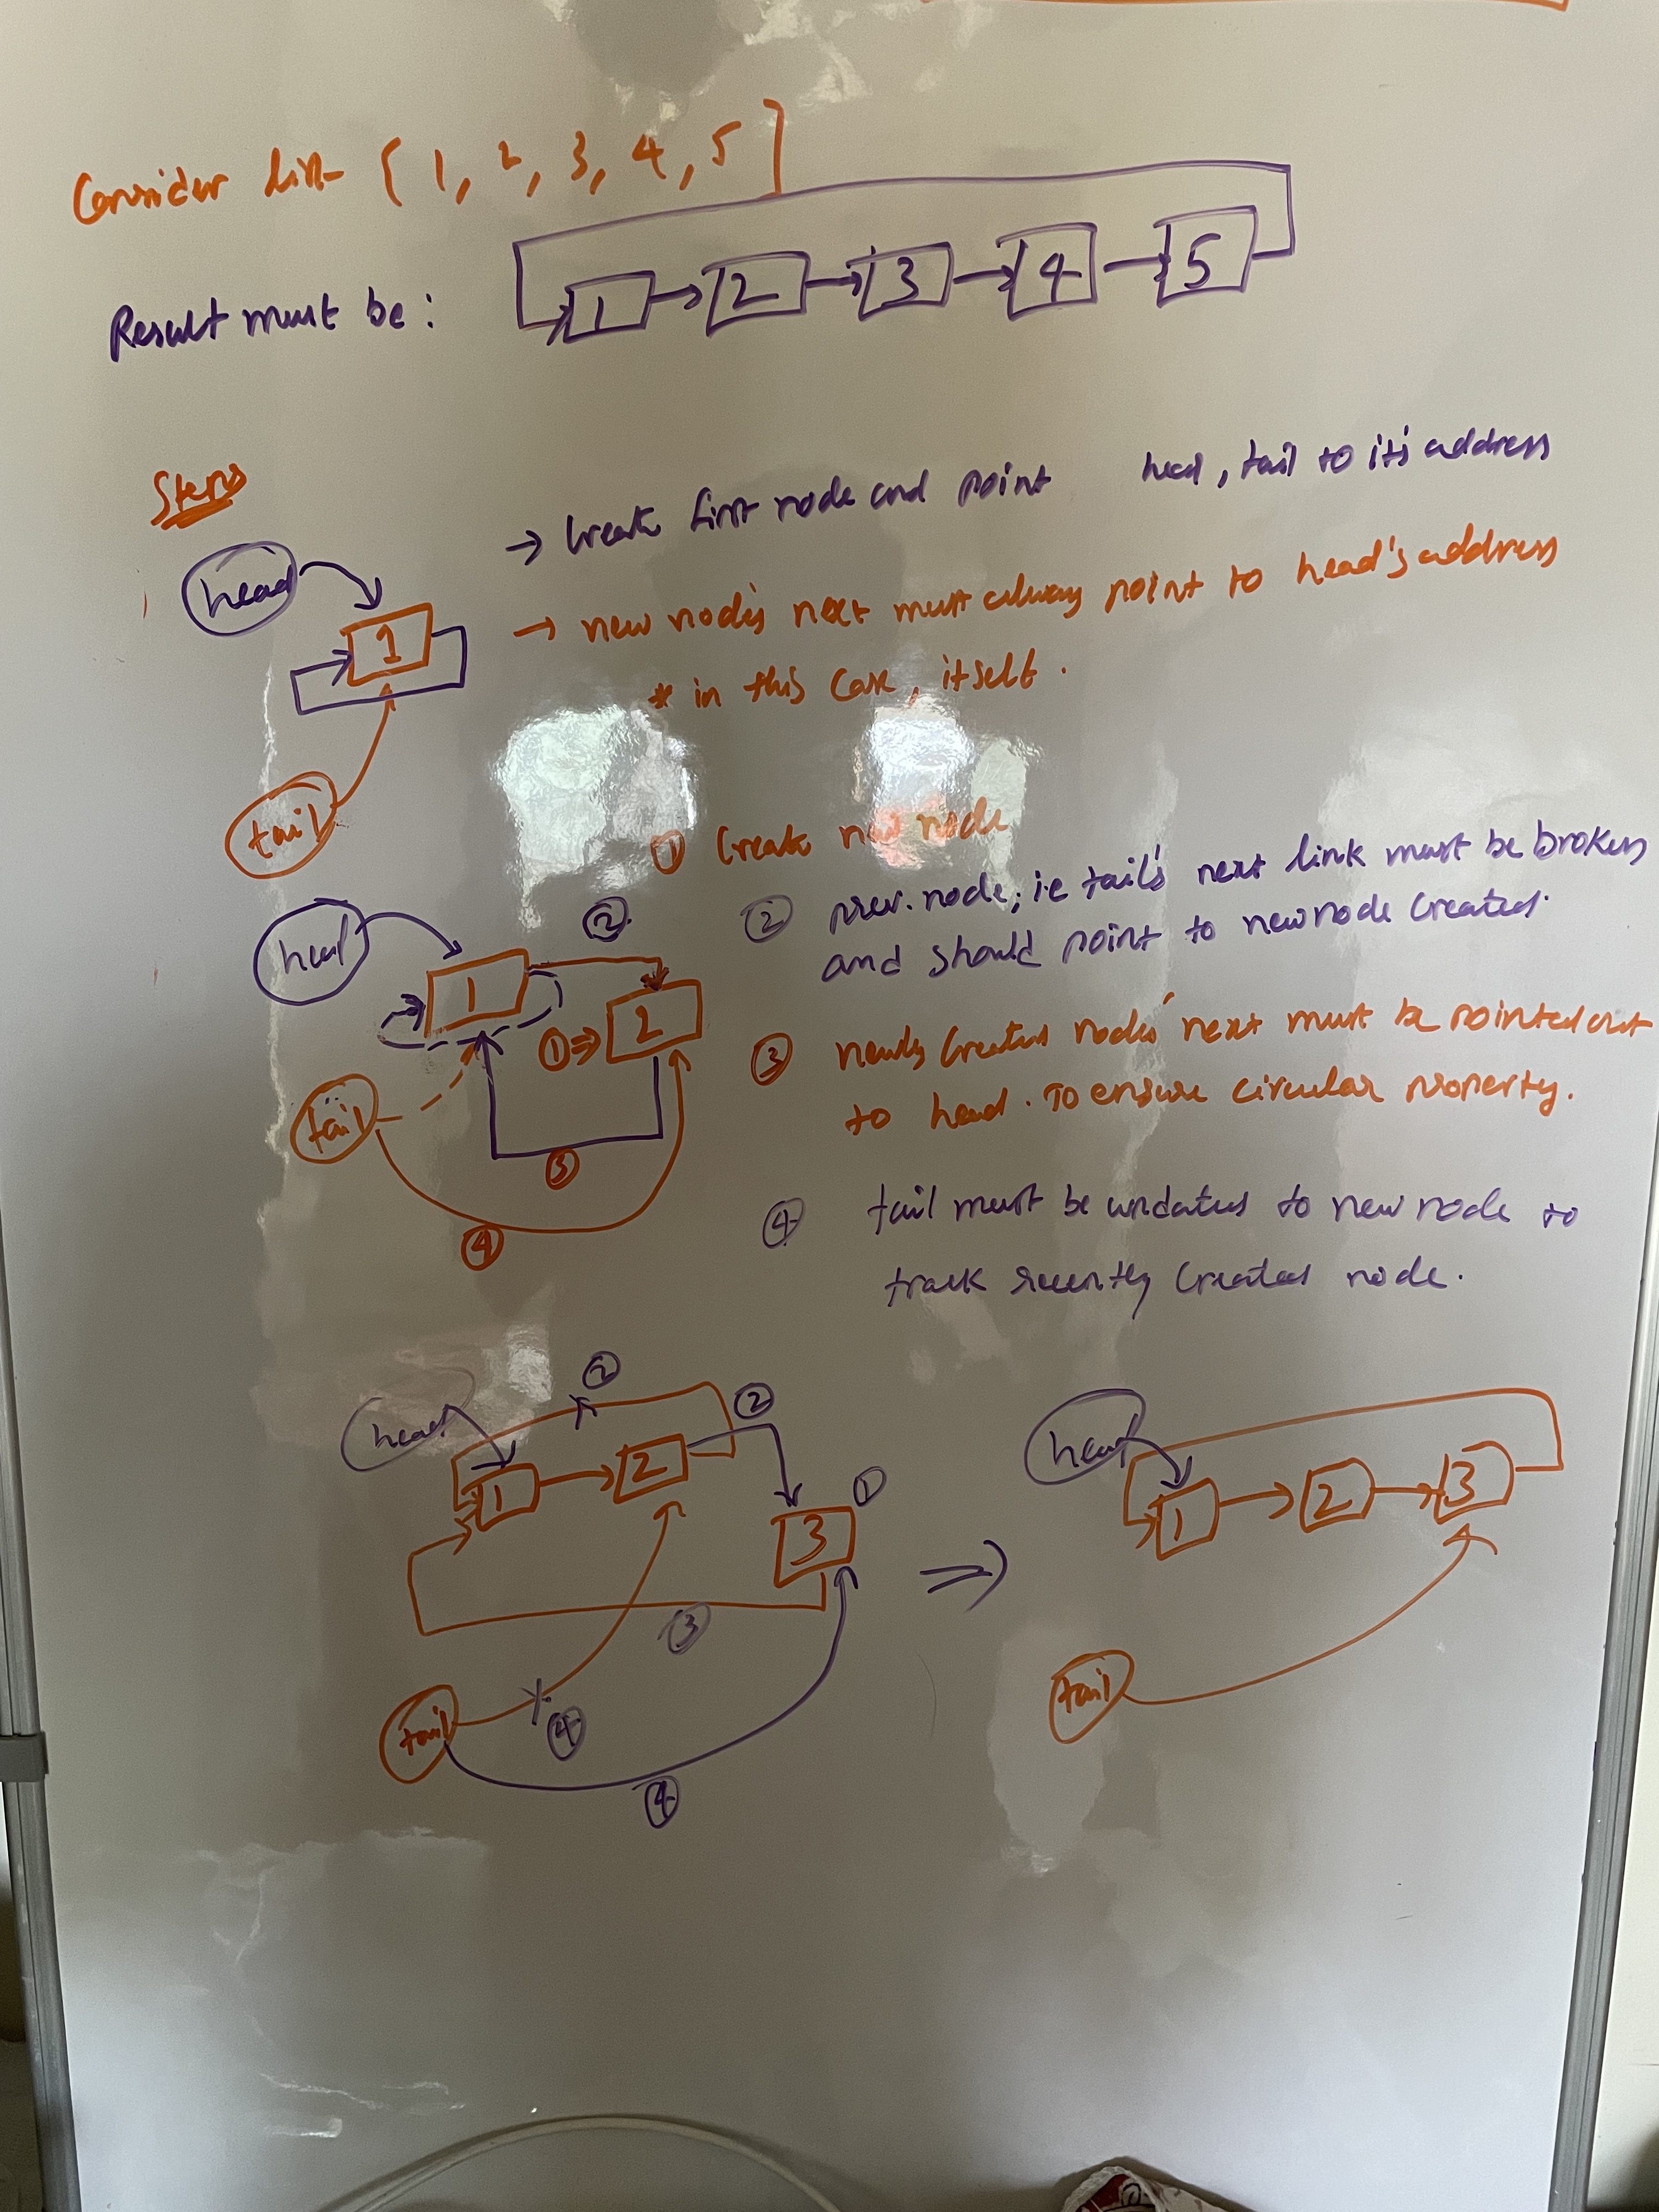 Consider list [ 1, 2, 3, 4, 5 ]
Result must be :
1 2 3 4 5
Steps
→ Create first node and point head, tail to it's address
→ new node's next must always point to head's address
* in this case, itself.
head
1
tail
① Create new node
② prev. node; i.e tail's next link must be broken
and should point to new node created.
③ newly created node's next must be pointed out
to head. To ensure circular property.
④ tail must be updated to new node to
track recently created node.
head
②
1
① ⇒ 2
tail
③
④
head
②
②
1 2
①
3
③
tail
④
④
⇒
head
1 2 3
tail